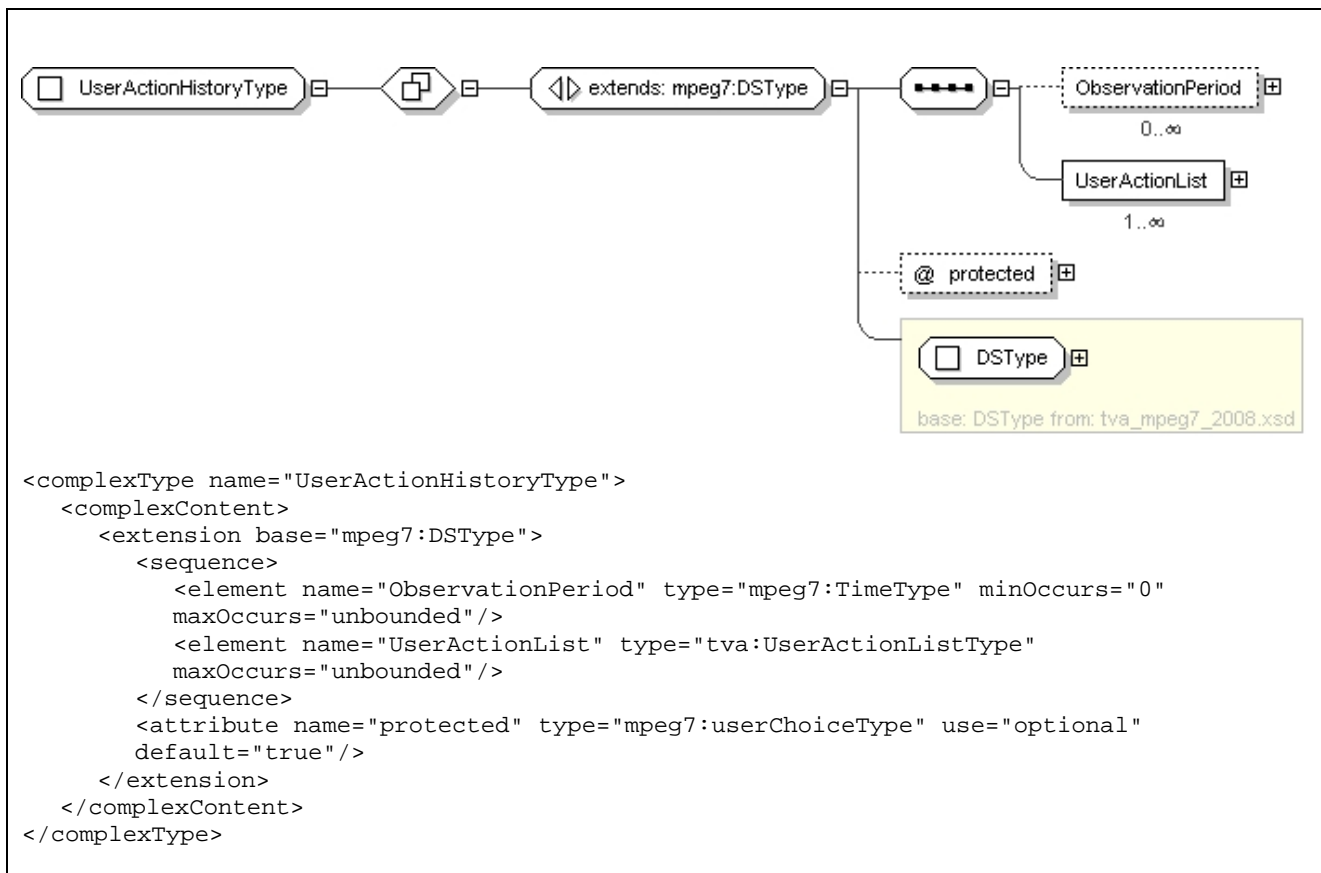 UserActionHistoryType
extends: mpeg7:DSType
ObservationPeriod
0..∞
UserActionList
1..∞
@ protected
DSType
base: DSType from: tva_mpeg7_2008.xsd
<complexType name="UserActionHistoryType">
<complexContent>
<extension base="mpeg7:DSType">
<sequence>
<element name="ObservationPeriod" type="mpeg7:TimeType" minOccurs="0"
maxOccurs="unbounded"/>
<element name="UserActionList" type="tva:UserActionListType"
maxOccurs="unbounded"/>
</sequence>
<attribute name="protected" type="mpeg7:userChoiceType" use="optional"
default="true"/>
</extension>
</complexContent>
</complexType>